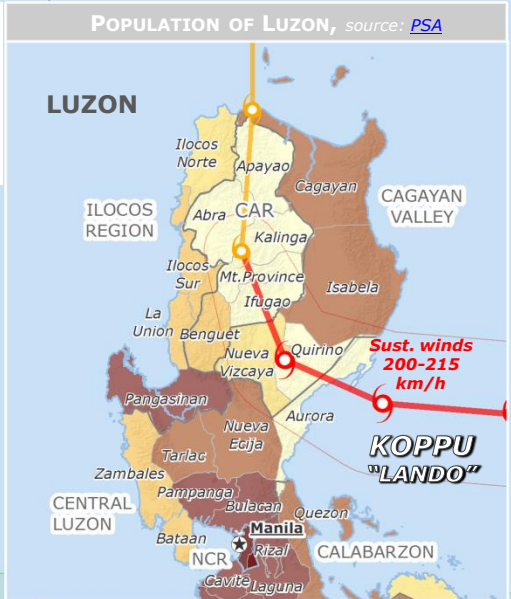 POPULATION OF LUZON, source: PSA
LUZON
Ilocos
Norte
Apayao
Cagayan
CAGAYAN
VALLEY
ILOCOS
REGION
Abra
CAR
Kalinga
Ilocos
Sur
Mt.Province
Ifugao
Isabela
La
Union
Benguet
Nueva
Vizcaya
Quirino
Sust. winds
200-215
km/h
Pangasinan
Aurora
Nueva
Ecija
KOPPU
"LANDO"
Tarlac
Zambales
Pampanga
Bulacan
Quezon
CENTRAL
LUZON
Manila
Bataan
NCR
Rizal
CALABARZON
Cavite
Laguna